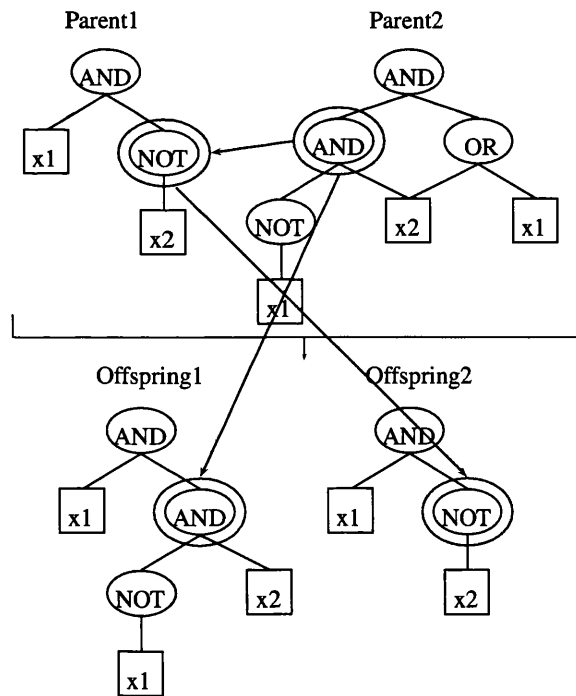 Parent1 Parent2
AND AND
x1 NOT AND OR
x2 NOT x2 x1
x1
Offspring1 Offspring2
AND AND
x1 AND x1 NOT
NOT x2 x2
x1